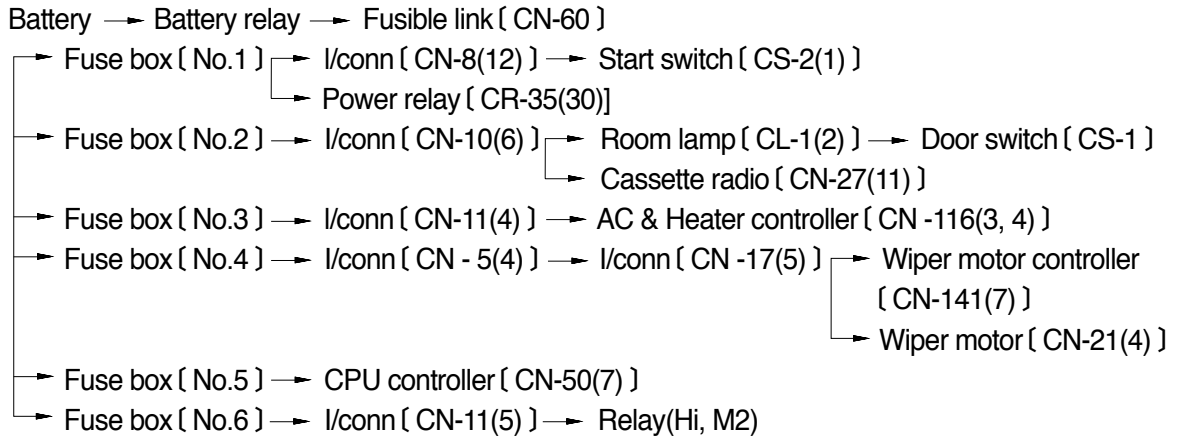 Battery → Battery relay → Fusible link〔 CN-60 〕
Fuse box〔 No.1 〕 → I/conn〔 CN-8(12) 〕 → Start switch〔 CS-2(1) 〕
→ Power relay〔 CR-35(30)]
Fuse box〔 No.2 〕 → I/conn〔 CN-10(6) 〕 → Room lamp〔 CL-1(2) 〕 → Door switch〔 CS-1 〕
→ Cassette radio〔 CN-27(11) 〕
Fuse box〔 No.3 〕 → I/conn〔 CN-11(4) 〕 → AC & Heater controller〔 CN -116(3, 4) 〕
Fuse box〔 No.4 〕 → I/conn〔 CN - 5(4) 〕 → I/conn〔 CN -17(5) 〕 → Wiper motor controller
〔 CN-141(7) 〕
→ Wiper motor〔 CN-21(4) 〕
Fuse box〔 No.5 〕 → CPU controller〔 CN-50(7) 〕
Fuse box〔 No.6 〕 → I/conn〔 CN-11(5) 〕 → Relay(Hi, M2)